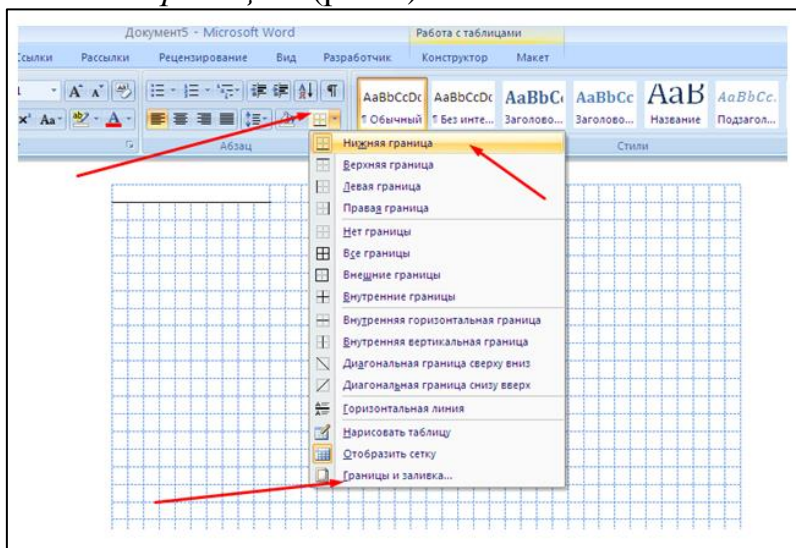 Документ5 - Microsoft Word
Работа с таблицами
Ссылки Рассылки Рецензирование Вид Разработчик Конструктор Макет
AaBbCcDc AaBbCcDc AaBbC AaBbCc АаВ AaBbCc.
¶ Обычный ¶ Без инте... Заголово... Заголово... Название Подзагол...
Абзац
Стили
Нижняя граница
Верхняя граница
Левая граница
Правая граница
Нет границы
Все границы
Внешние границы
Внутренние границы
Внутренняя горизонтальная граница
Внутренняя вертикальная граница
Диагональная граница сверху вниз
Диагональная граница снизу вверх
Горизонтальная линия
Нарисовать таблицу
Отобразить сетку
Границы и заливка...